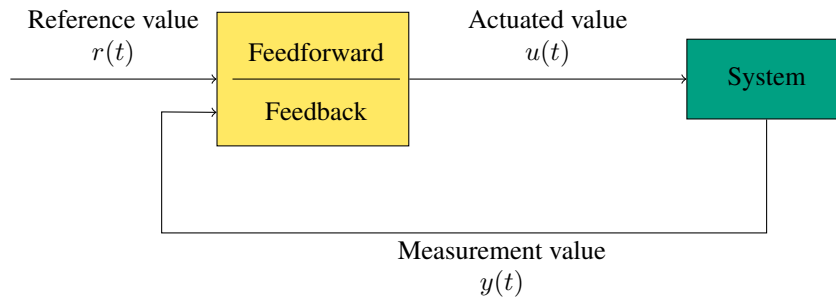 Reference value
r(t)
Feedforward
Feedback
Actuated value
u(t)
System
Measurement value
y(t)